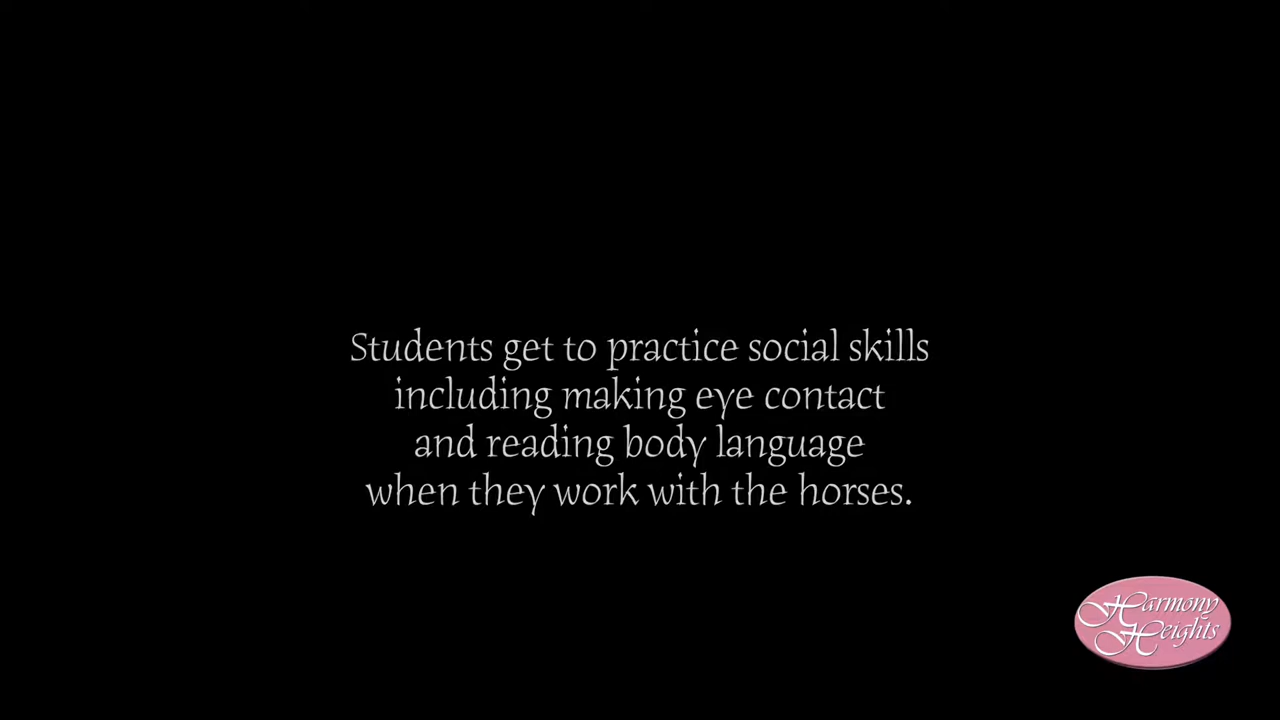 Students get to practice social skills
including making eye contact
and reading body language
when they work with the horses.
Harmony
Heights